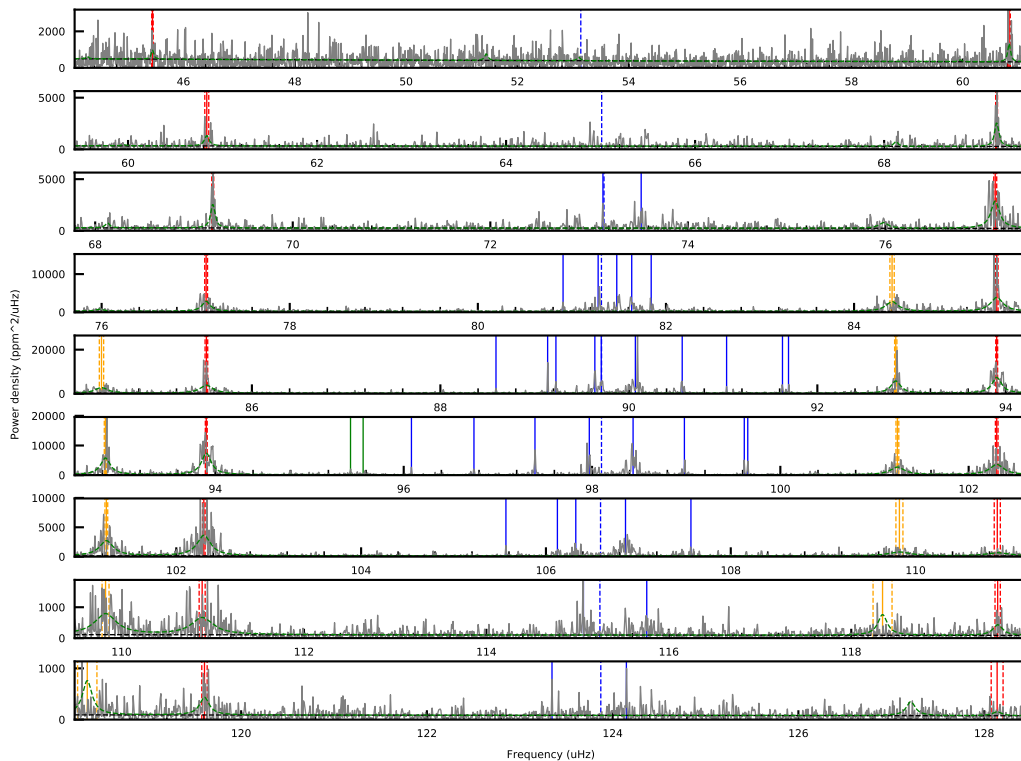 2000
0
46 48 50 52 54 56 58 60
5000
0
60 62 64 66 68
5000
0
68 70 72 74 76
10000
0
76 78 80 82 84
20000
0
86 88 90 92 94
20000
10000
0
94 96 98 100 102
10000
5000
0
102 104 106 108 110
1000
0
110 112 114 116 118
1000
0
120 122 124 126 128
Power density (ppm^2/uHz)
Frequency (uHz)